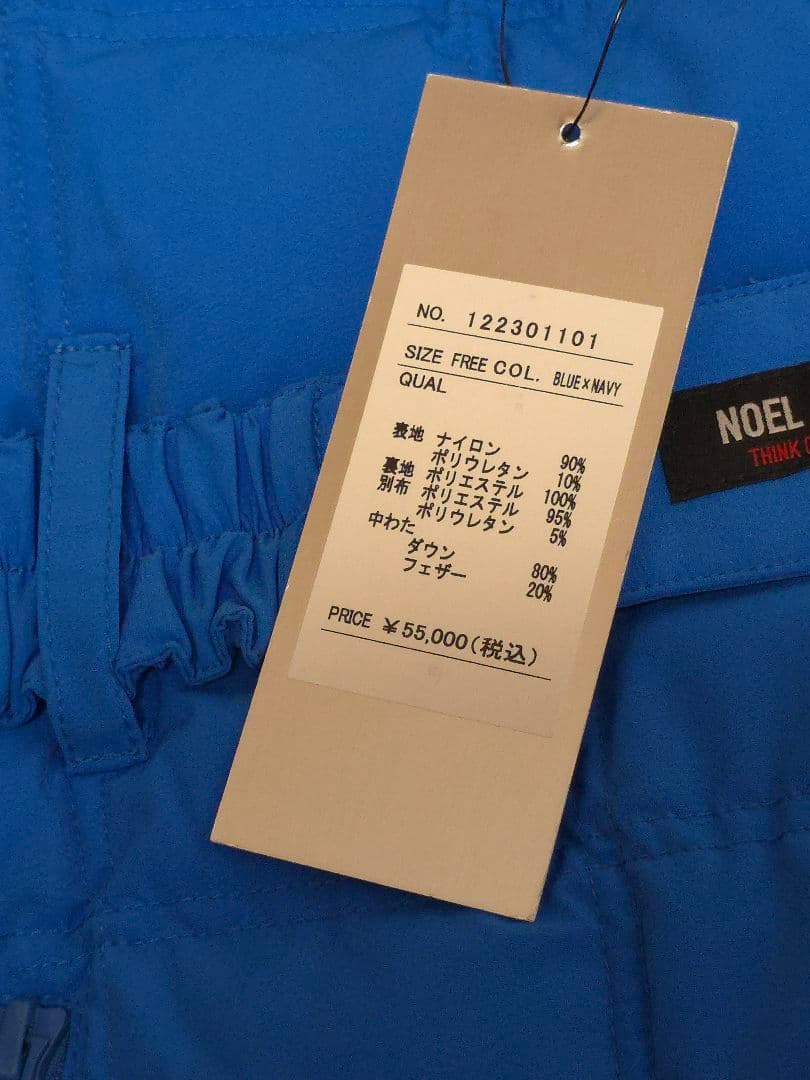 NO. 122301101
SIZE FREE COL. BLUE×NAVY
QUAL
表地 ナイロン 90%
ポリウレタン 10%
裏地 ポリエステル 100%
別布 ポリエステル 95%
ポリウレタン 5%
中わた
ダウン 80%
フェザー 20%
PRICE ¥55,000(税込)
NOEL
THINK